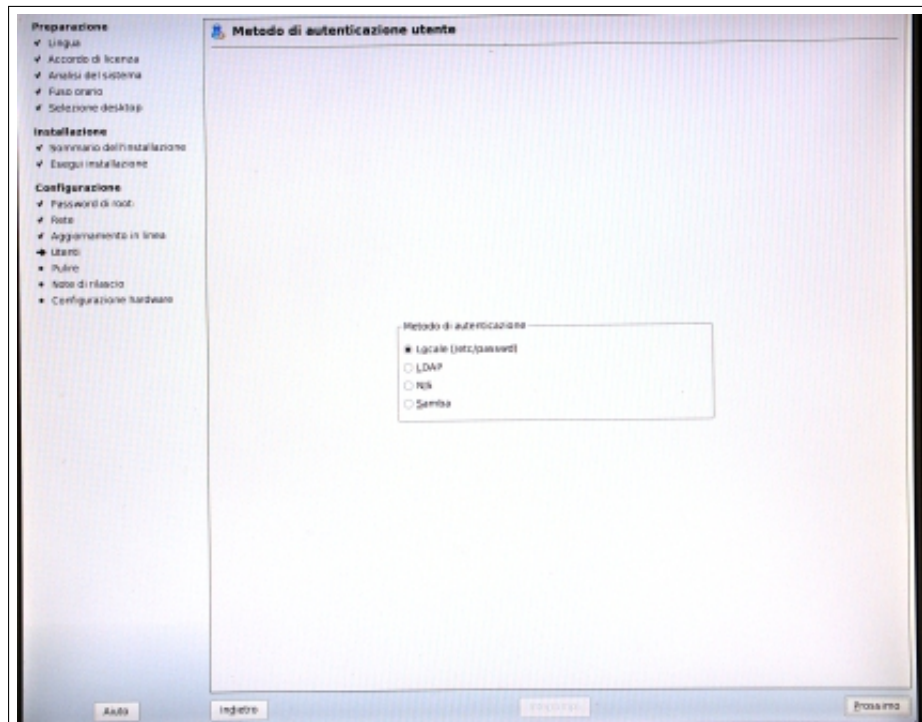 Preparazione
Lingua
Accordo di licenza
Analisi del sistema
Fuso orario
Selezione desktop
Installazione
Sommario dell'installazione
Esegui installazione
Configurazione
Password di root
Rete
Aggiornamento in linea
Utenti
Pulire
Note di rilascio
Configurazione hardware
Metodo di autenticazione utente
Metodo di autenticazione
Locale (/etc/passwd)
LDAP
NIS
Samba
Aiuto
Indietro
Prossimo